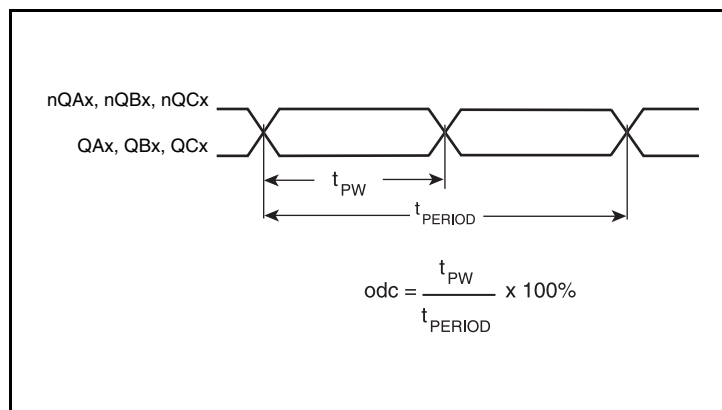 nQAx, nQBx, nQCx
QAx, QBx, QCx
tPW
tPERIOD
odc = tPW / tPERIOD x 100%